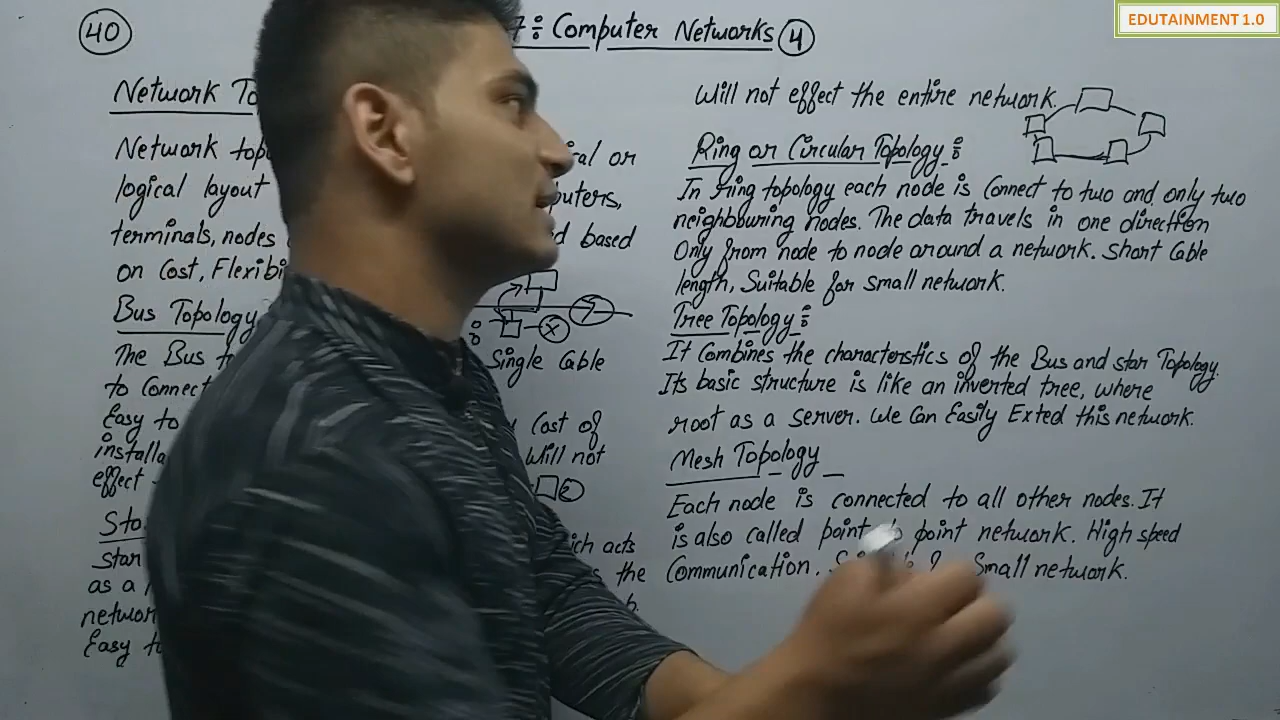 EDUTAINMENT 1.0
40
7: Computer Networks 4
Network To
Network top ral or
logical layout puters,
terminals, nodes d based
on Cost, Flexibi
Bus Topology
The Bus t Single Cable
to Connect
Easy to Cost of
installa Will not
effect
Sta
star ich acts
as a the
networ b.
Easy t
Will not effect the entire network.
Ring or Circular Topology :
In ring topology each node is Connect to two and only two
neighbouring nodes. The data travels in one direction
Only from node to node around a network. Short Cable
length, Suitable for small network.
Tree Topology :
It Combines the characterstics of the Bus and star Topology.
Its basic structure is like an inverted tree, where
root as a server. We Can Easily Exted this network.
Mesh Topology
Each node is connected to all other nodes. It
is also called point to point network. High speed
Communication. Small network.